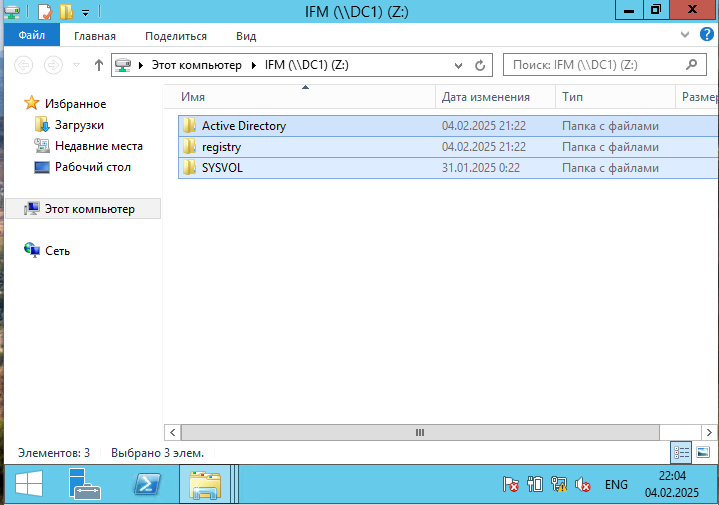 IFM (\\DC1) (Z:)
Файл Главная Поделиться Вид
Этот компьютер IFM (\\DC1) (Z:) Поиск: IFM (\\DC1) (Z:)
Избранное
Загрузки
Недавние места
Рабочий стол
Этот компьютер
Сеть
Имя Дата изменения Тип Размер
Active Directory 04.02.2025 21:22 Папка с файлами
registry 04.02.2025 21:22 Папка с файлами
SYSVOL 31.01.2025 0:22 Папка с файлами
Элементов: 3 Выбрано 3 элем.
ENG 22:04
04.02.2025